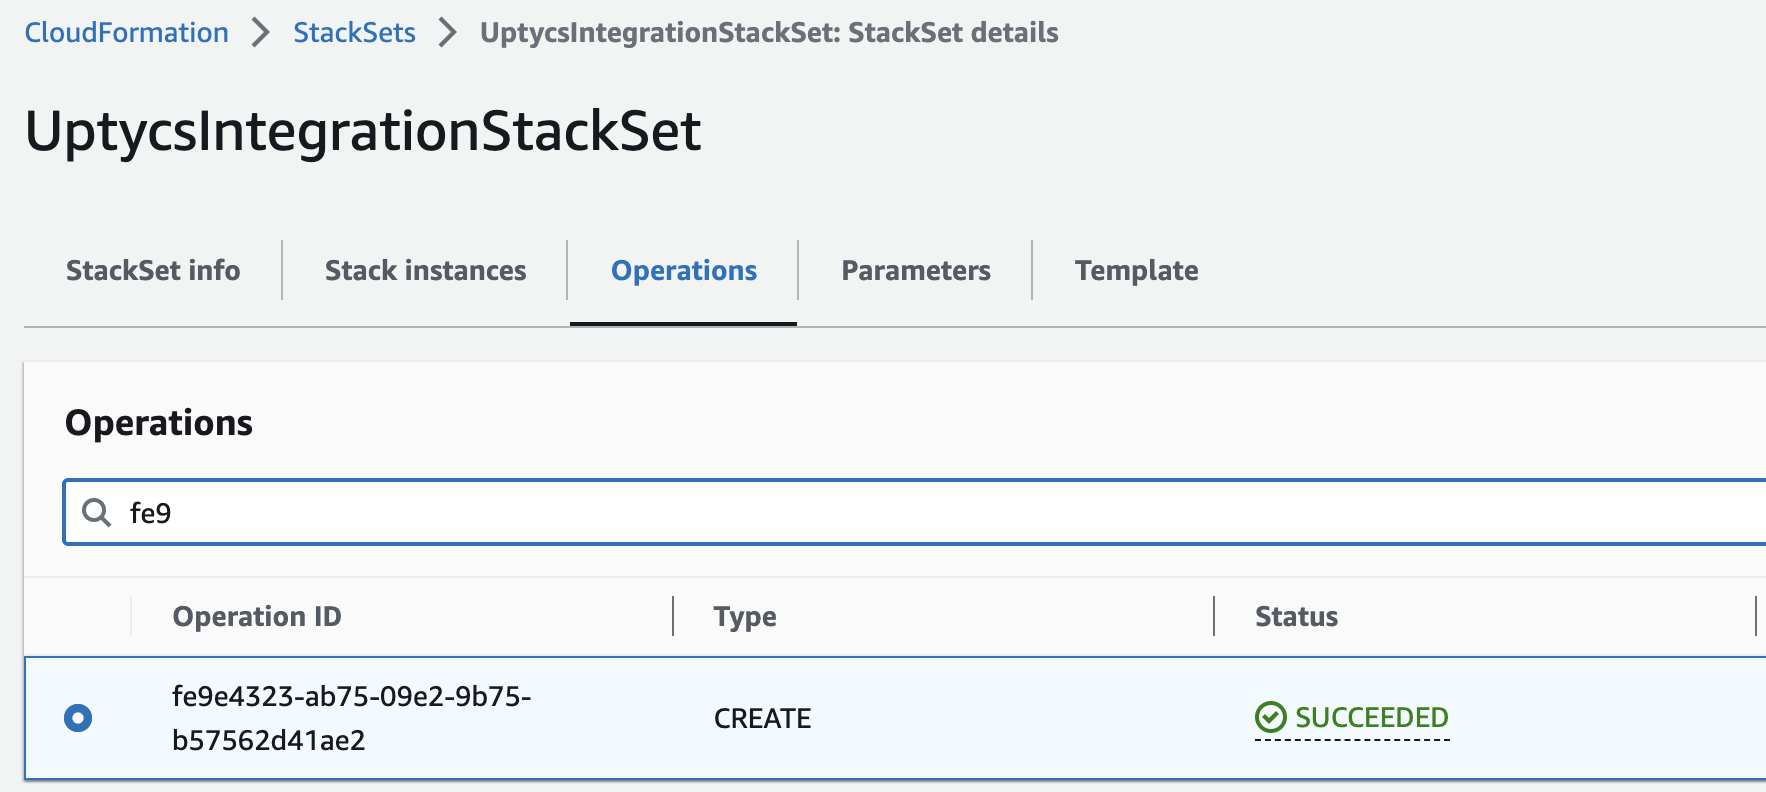 CloudFormation > StackSets > UptycsIntegrationStackSet: StackSet details
UptycsIntegrationStackSet
StackSet info
Stack instances
Operations
Parameters
Template
Operations
fe9
Operation ID
Type
Status
fe9e4323-ab75-09e2-9b75-
b57562d41ae2
CREATE
SUCCEEDED